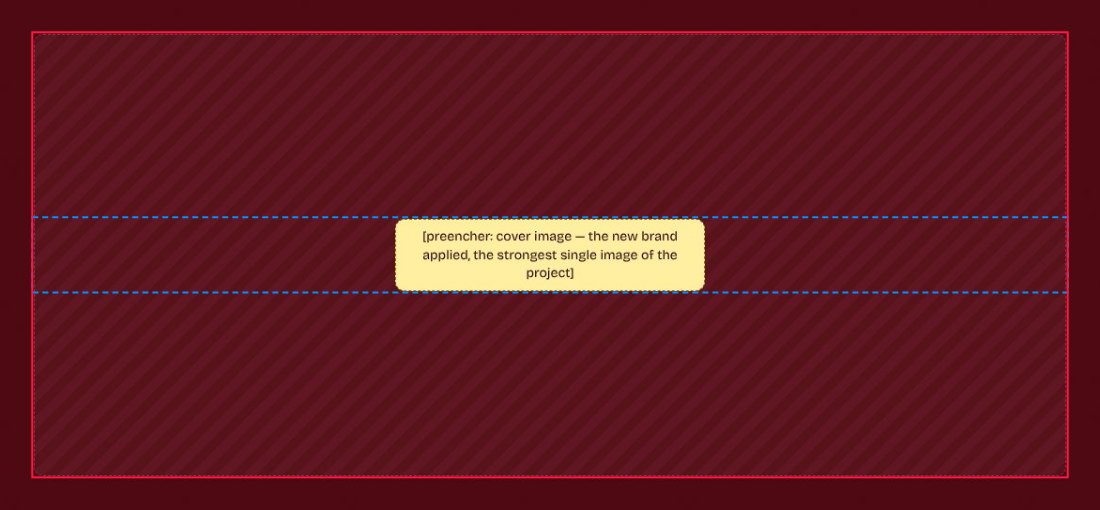 [preencher: cover image — the new brand
applied, the strongest single image of the
project]